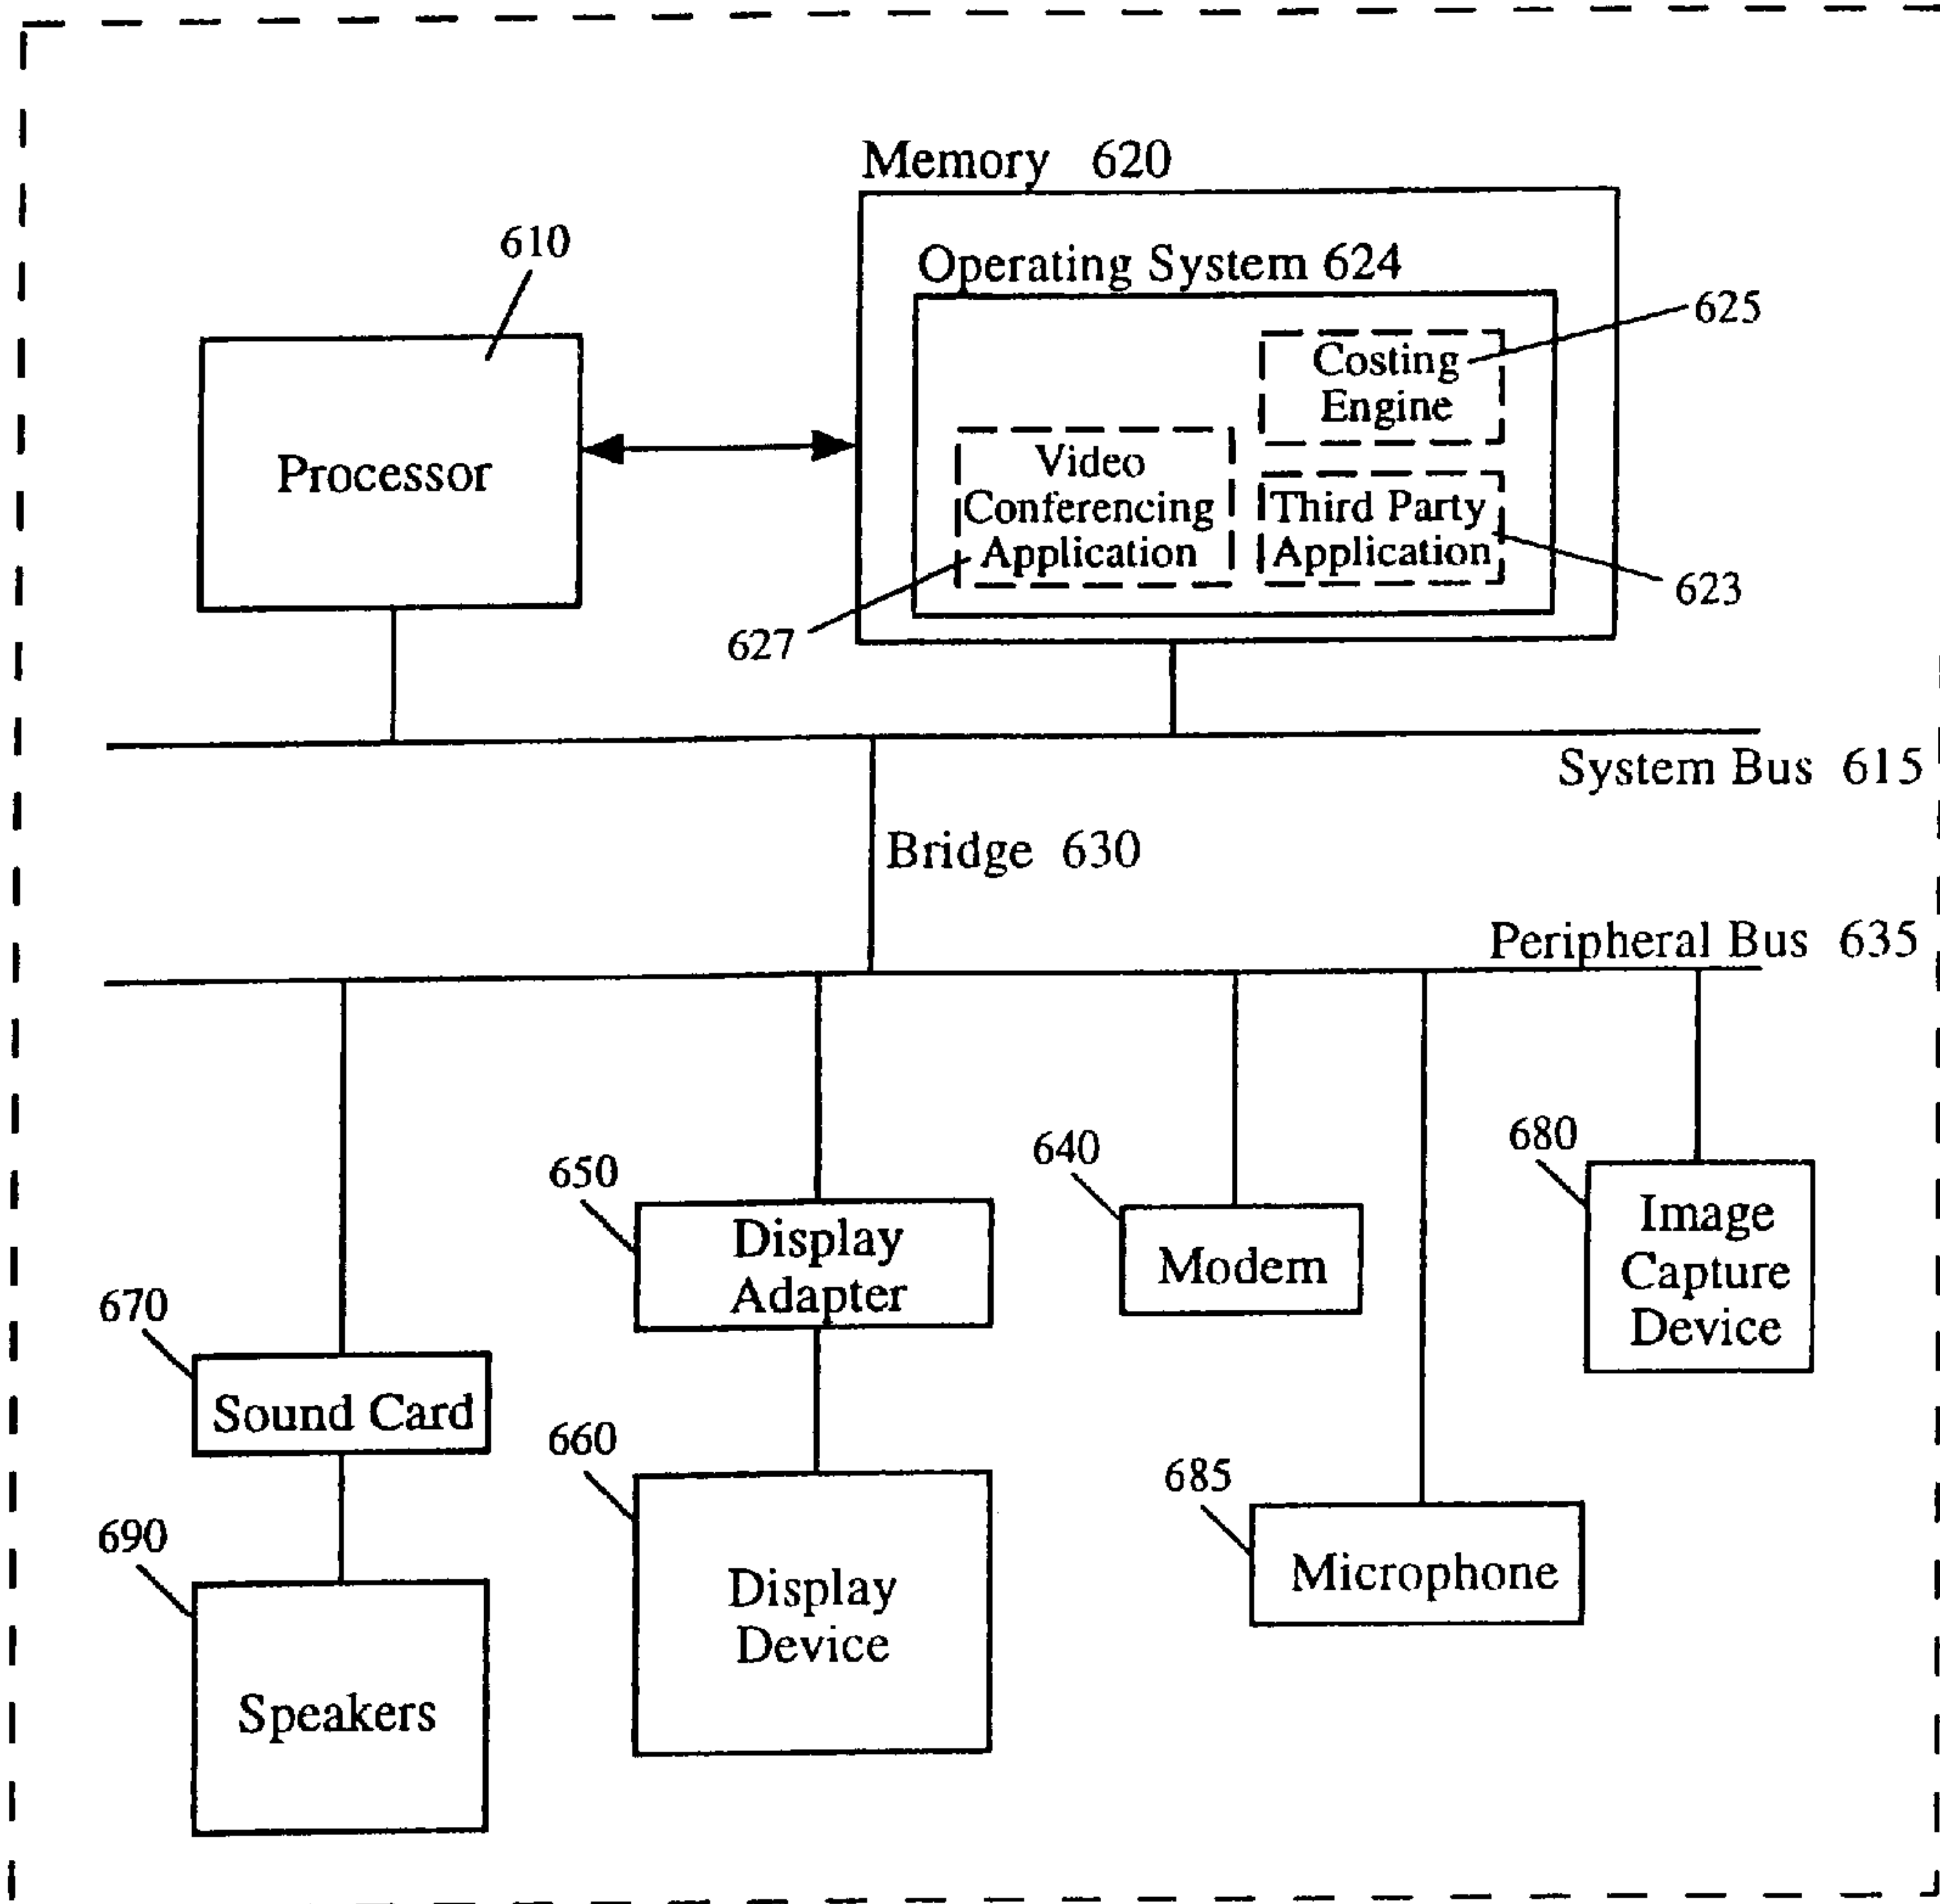 Memory 620
610
Operating System 624
625
Costing
Engine
Processor
Video
Conferencing
Application
Third Party
Application
623
627
System Bus 615
Bridge 630
Peripheral Bus 635
680
640
650
Image
Capture
Device
Display
Adapter
Modem
670
Sound Card
660
685
690
Display
Device
Microphone
Speakers